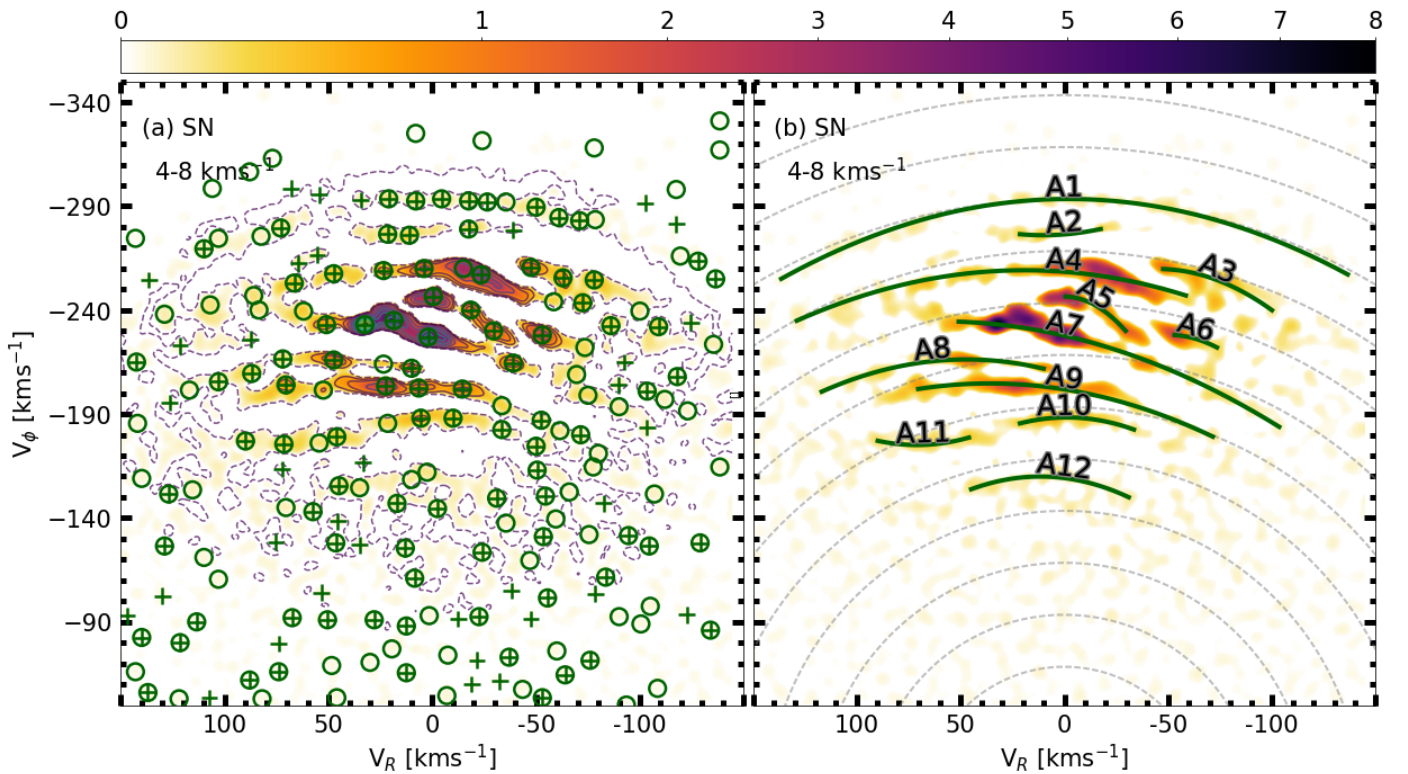 0 1 2 3 4 5 6 7 8
(a) SN
4-8 kms⁻¹
(b) SN
4-8 kms⁻¹
−340
−290
−240
−190
−140
−90
V_ϕ [kms⁻¹]
A1
A2
A3
A4
A5
A6
A7
A8
A9
A10
A11
A12
100 50 0 -50 -100
100 50 0 -50 -100
V_R [kms⁻¹]
V_R [kms⁻¹]